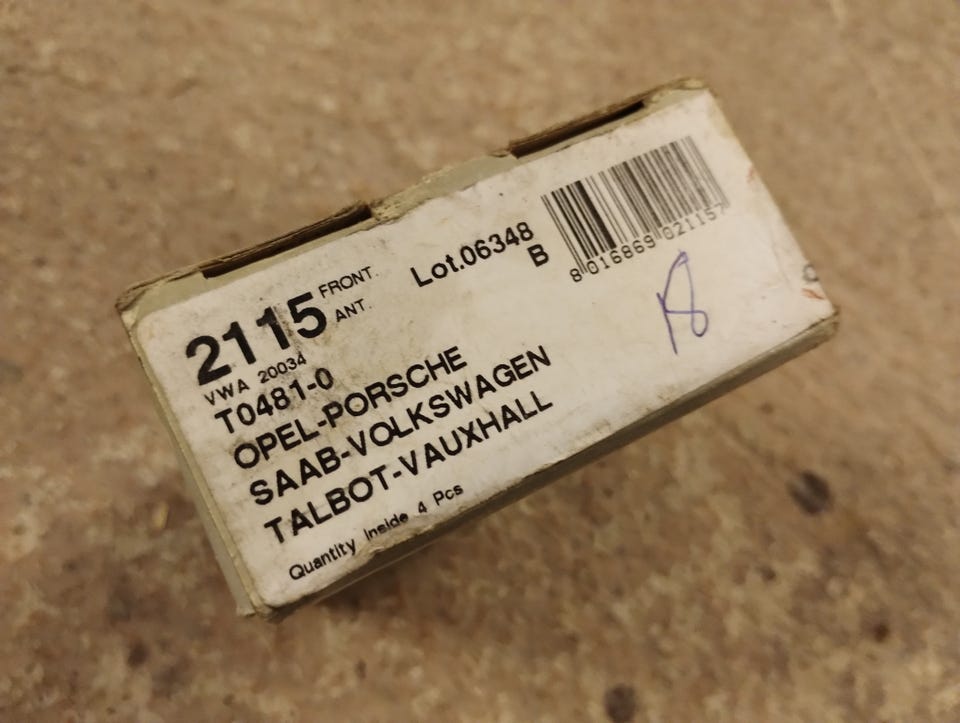 2115 FRONT.
ANT.
Lot.06348
B
8 016869 021157
VWA 20034
T0481-0
OPEL-PORSCHE
SAAB-VOLKSWAGEN
TALBOT-VAUXHALL
Quantity inside 4 Pcs